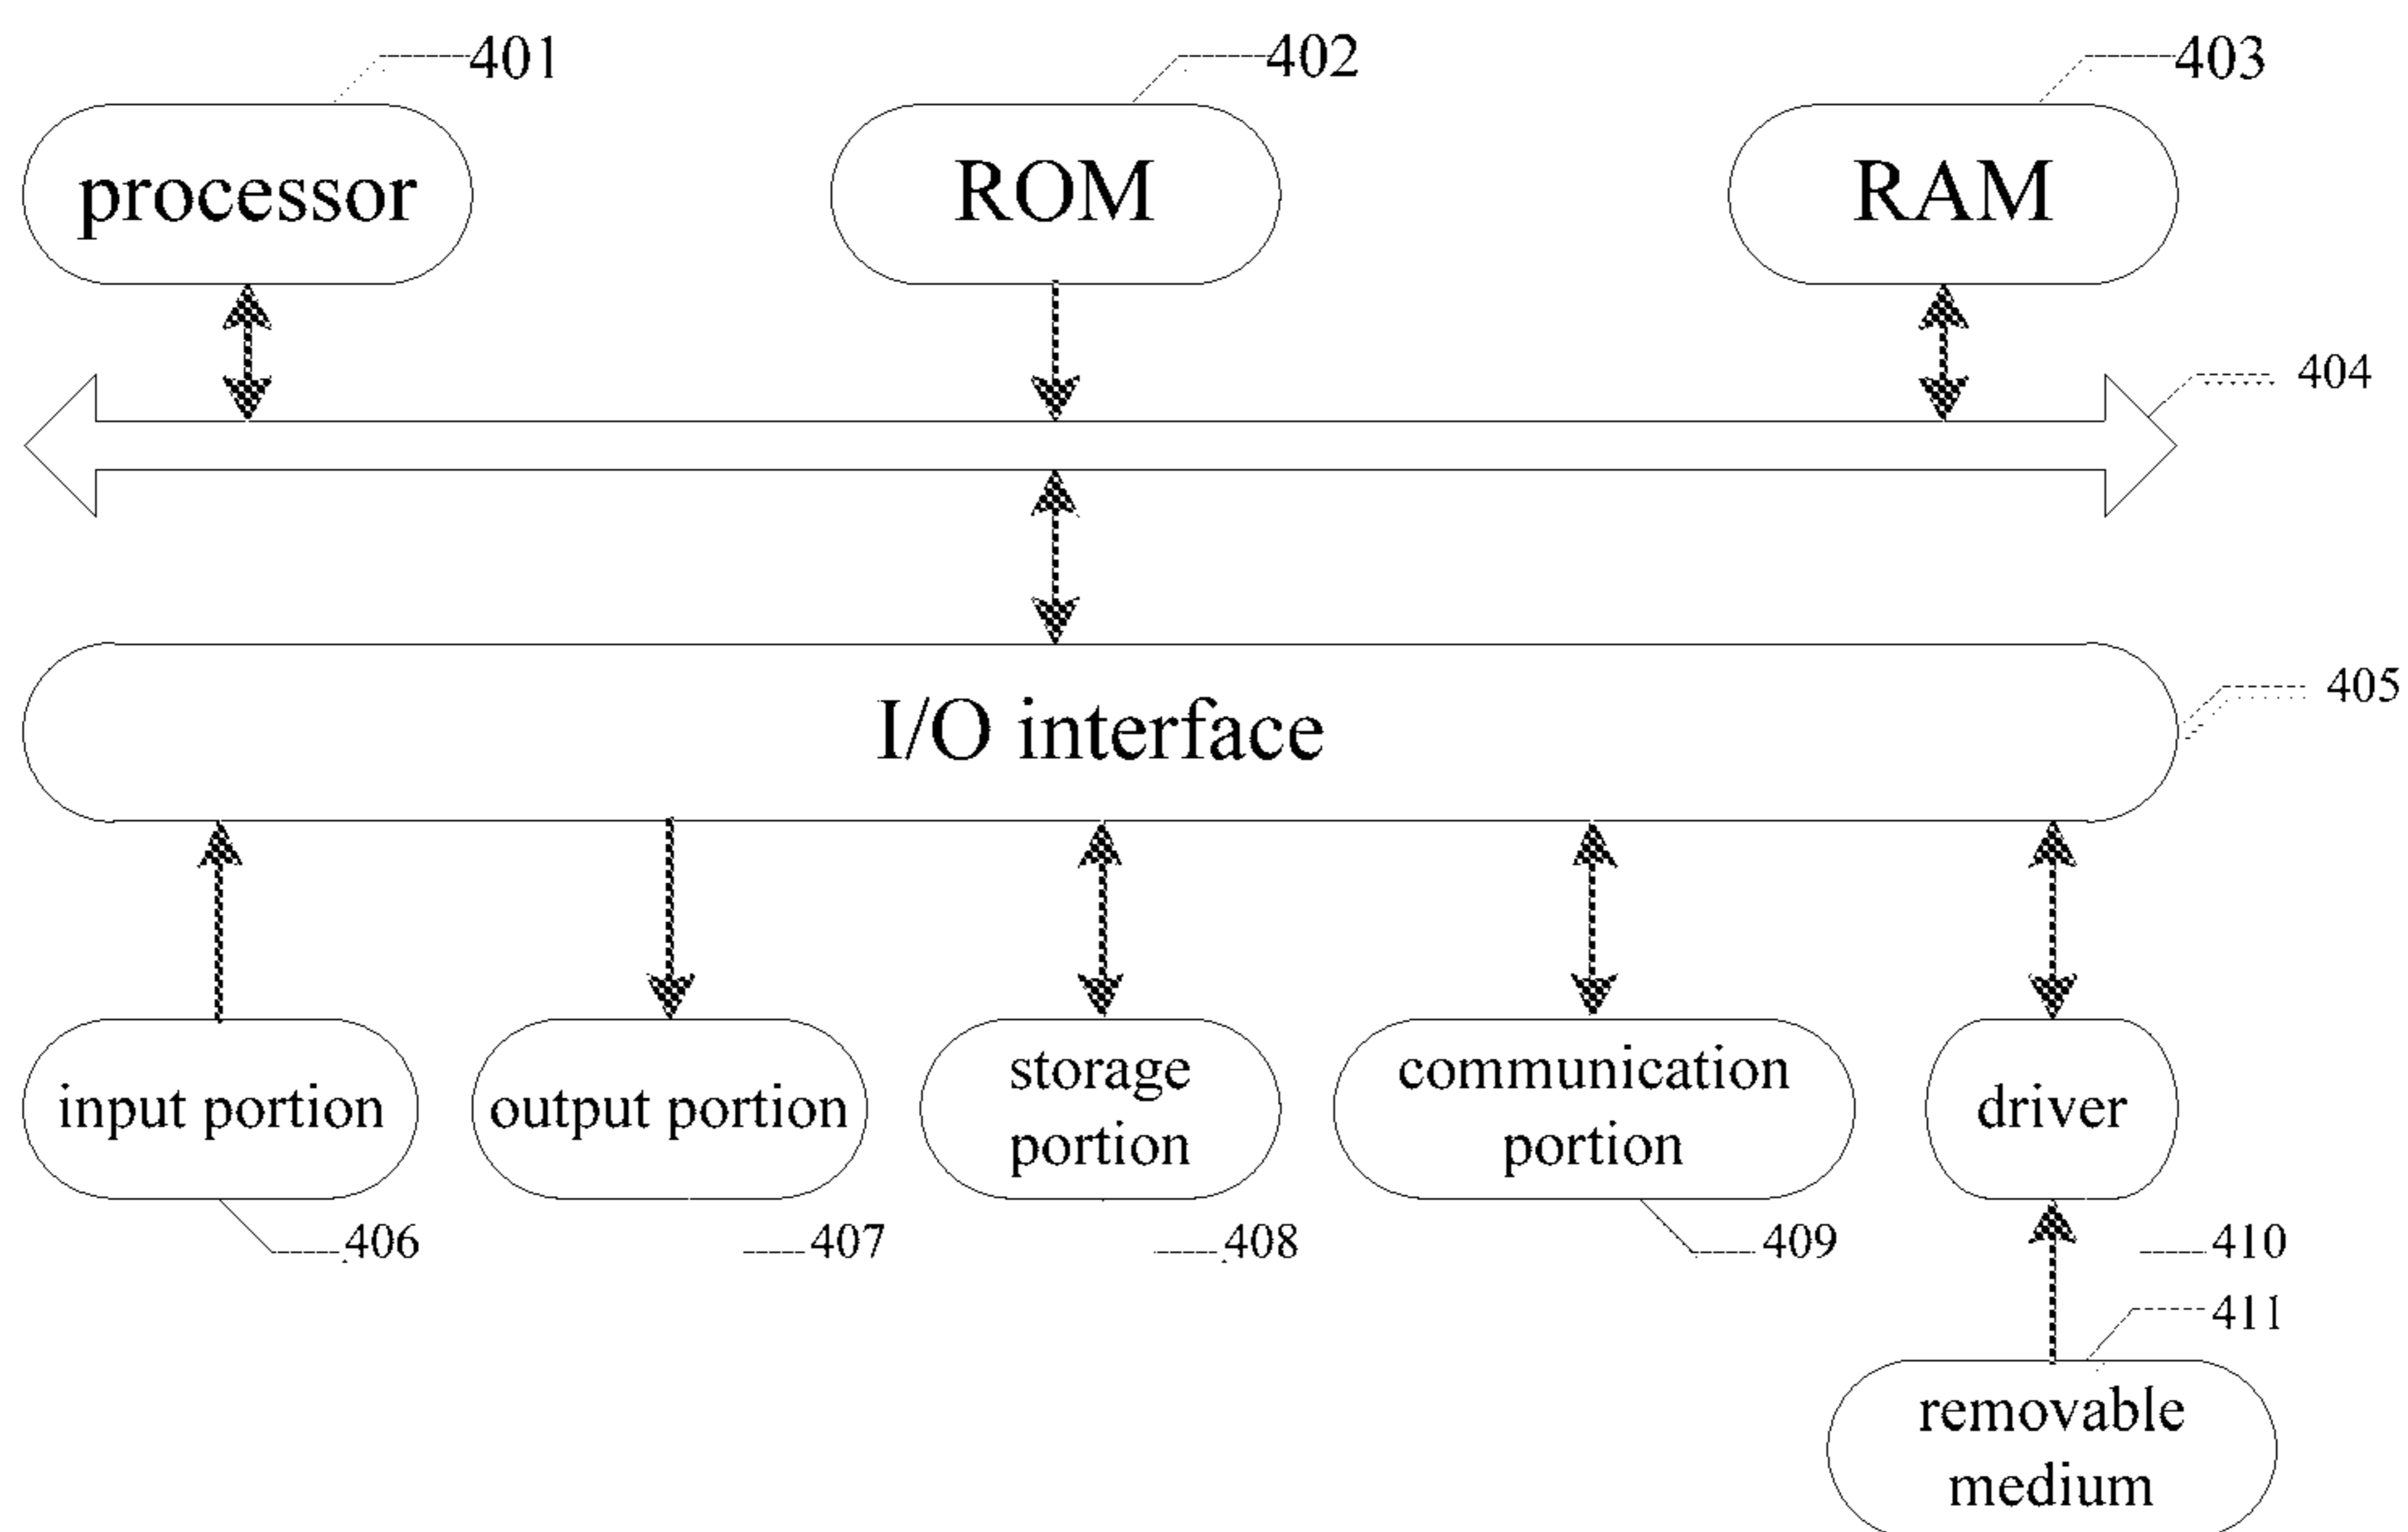 401
402
403
processor
ROM
RAM
404
I/O interface
405
input portion
output portion
storage
portion
communication
portion
driver
406
407
408
409
410
411
removable
medium